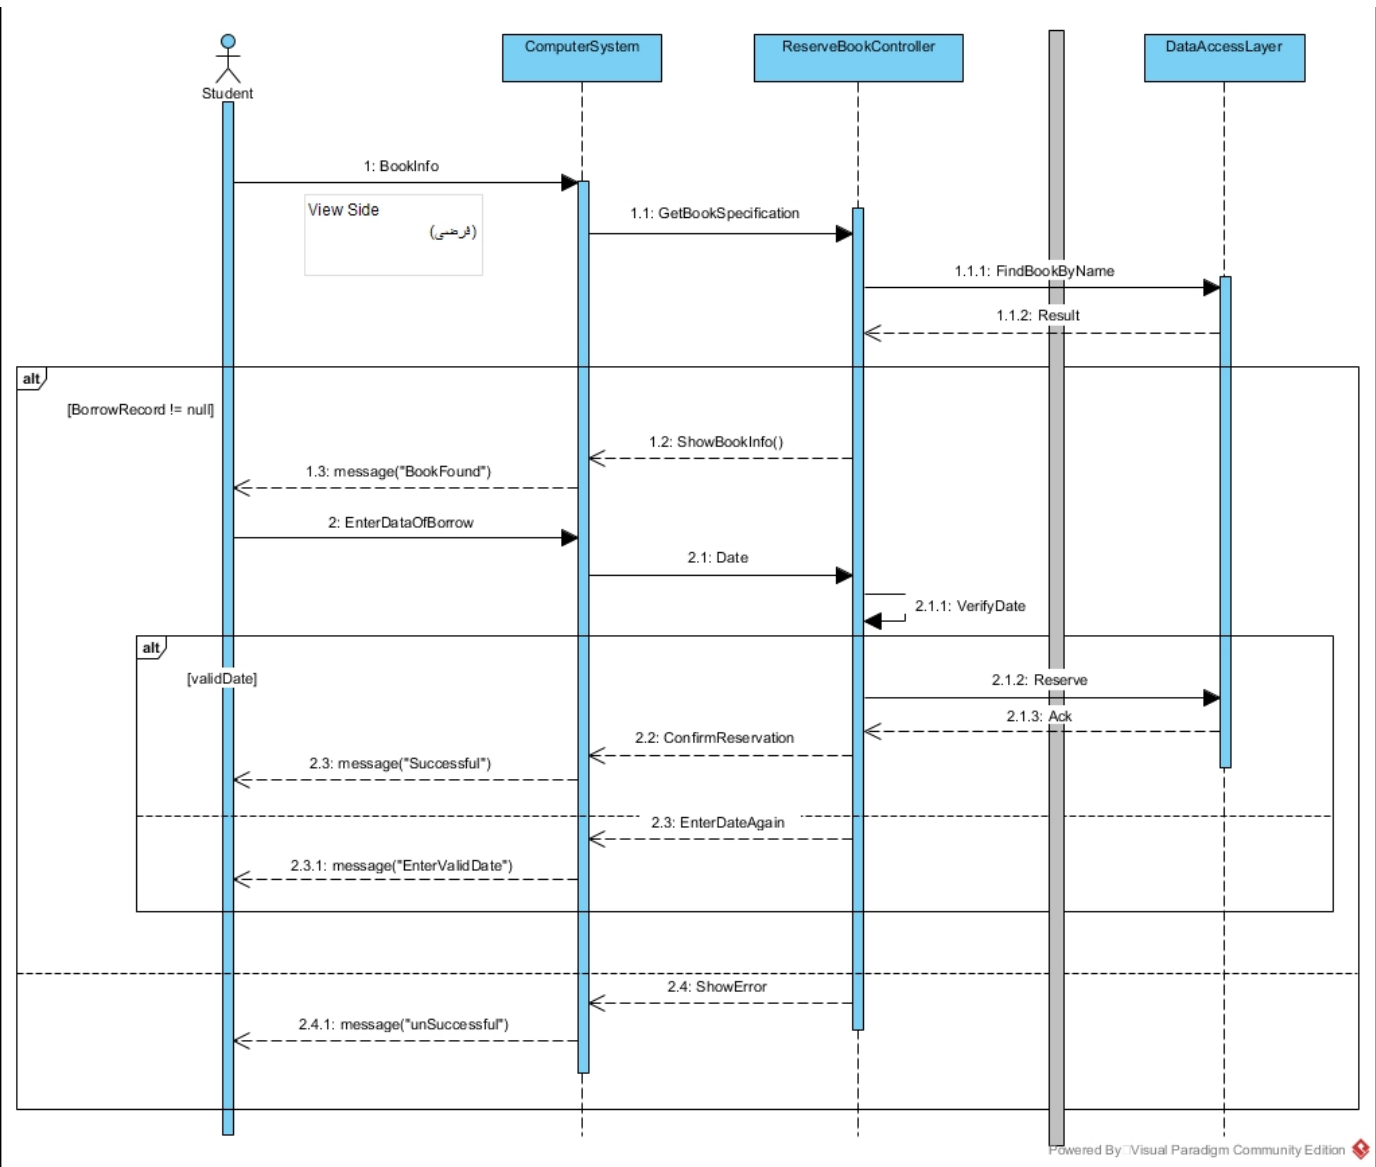 ComputerSystem
ReserveBookController
DataAccessLayer
Student
1: BookInfo
View Side
(فرضی)
1.1: GetBookSpecification
1.1.1: FindBookByName
1.1.2: Result
alt
[BorrowRecord != null]
1.2: ShowBookInfo()
1.3: message("BookFound")
2: EnterDataOfBorrow
2.1: Date
2.1.1: VerifyDate
alt
[validDate]
2.1.2: Reserve
2.1.3: Ack
2.2: ConfirmReservation
2.3: message("Successful")
2.3: EnterDateAgain
2.3.1: message("EnterValidDate")
2.4: ShowError
2.4.1: message("unSuccessful")
Powered By Visual Paradigm Community Edition